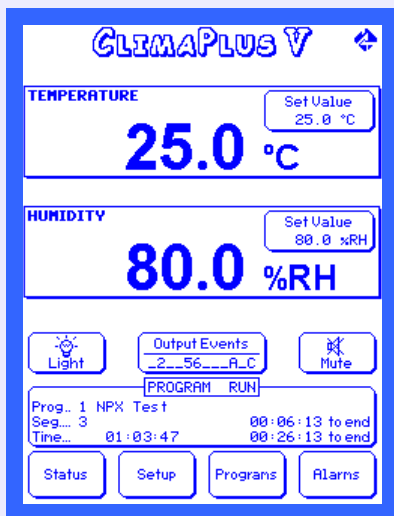 CLIMAPLUS V
TEMPERATURE
Set Value
25.0 °C
25.0 °C
HUMIDITY
Set Value
80.0 %RH
80.0 %RH
Light
Output Events
_2__56___A_C
Mute
PROGRAM RUN
Prog.. 1 NPX Test
Seg.... 3 00:06:13 to end
Time... 01:03:47 00:26:13 to end
Status Setup Programs Alarms